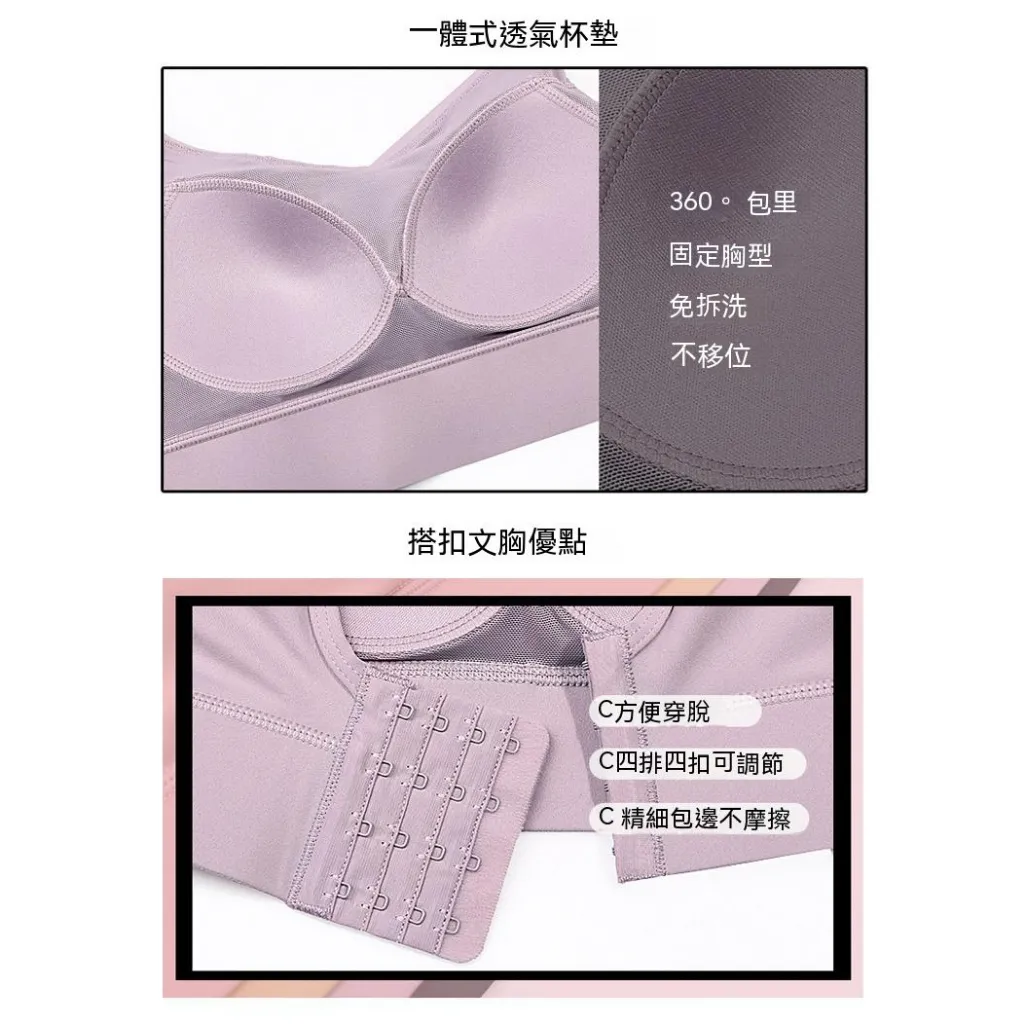 一體式透氣杯墊
360。 包里
固定胸型
免拆洗
不移位
搭扣文胸優點
C方便穿脫
C四排四扣可調節
C 精細包邊不摩擦